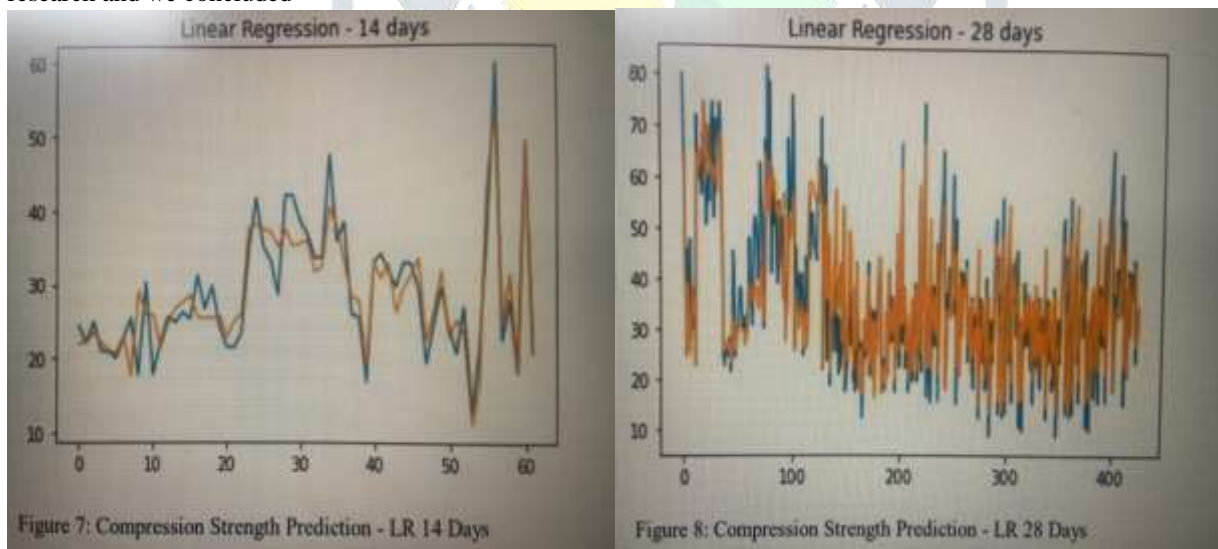 research and we concluded
Linear Regression - 14 days
60
50
40
30
20
10
0 10 20 30 40 50 60
Figure 7: Compression Strength Prediction - LR 14 Days
Linear Regression - 28 days
80
70
60
50
40
30
20
10
0 100 200 300 400
Figure 8: Compression Strength Prediction - LR 28 Days